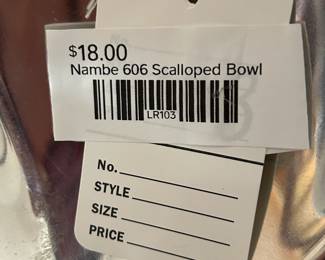 $18.00
Nambe 606 Scalloped Bowl
LR103
No.
STYLE
SIZE
PRICE